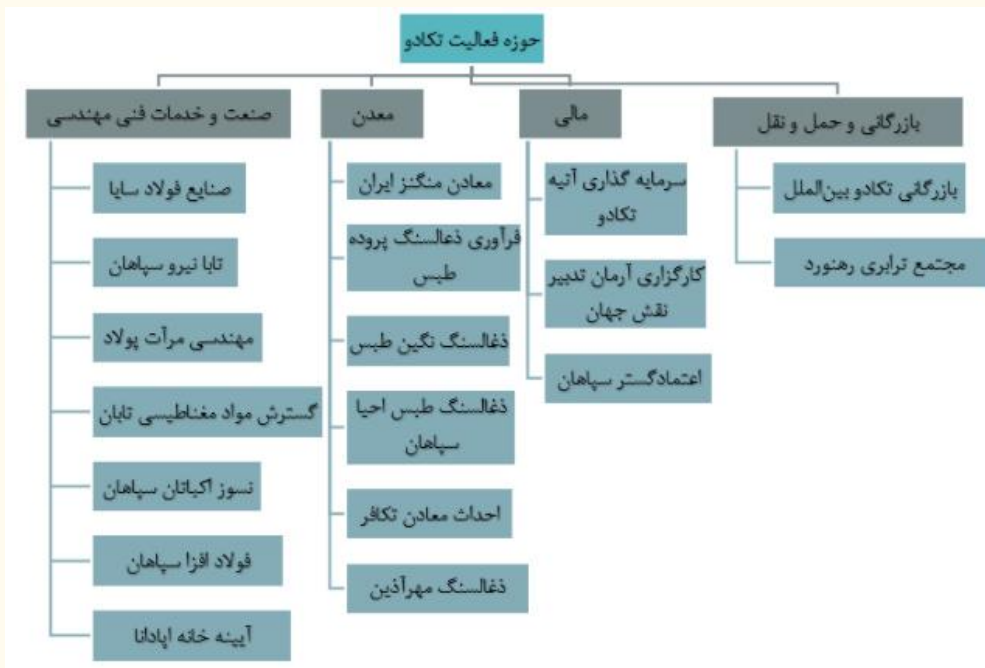 حوزه فعالیت تکادو
بازرگانی و حمل و نقل
بازرگانی تکادو بین‌الملل
مجتمع ترابری رهنورد
مالی
سرمایه گذاری آتیه
تکادو
کارگزاری آرمان تدبیر
نقش جهان
اعتمادگستر سپاهان
معدن
معادن منگنز ایران
فرآوری ذغالسنگ پروده
طبس
ذغالسنگ نگین طبس
ذغالسنگ طبس احیا
سپاهان
احداث معادن تکافر
ذغالسنگ مهرآذین
صنعت و خدمات فنی مهندسی
صنایع فولاد سایا
تابا نیرو سپاهان
مهندسی مرآت پولاد
گسترش مواد مغناطیسی تابان
نسوز اکباتان سپاهان
فولاد افزا سپاهان
آیینه خانه اپادانا